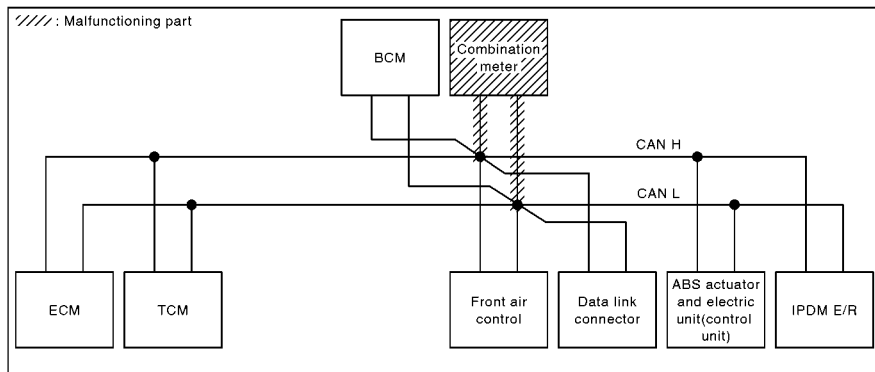 : Malfunctioning part
BCM
Combination
meter
CAN H
CAN L
ECM
TCM
Front air
control
Data link
connector
ABS actuator
and electric
unit(control
unit)
IPDM E/R